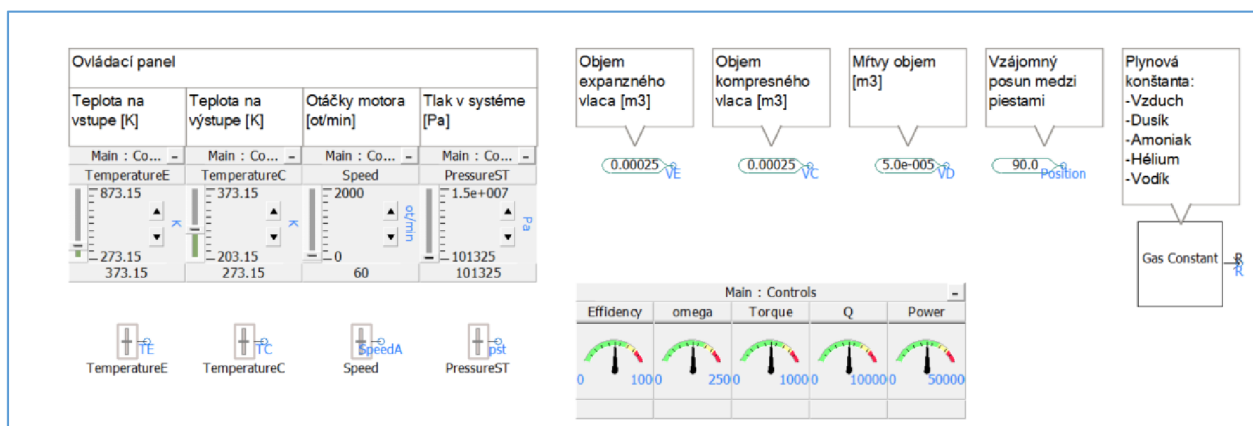 Ovládací panel
Teplota na
vstupe [K]
Teplota na
výstupe [K]
Otáčky motora
[ot/min]
Tlak v systéme
[Pa]
Main : Co... -
Main : Co... -
Main : Co... -
Main : Co... -
TemperatureE
TemperatureC
Speed
PressureST
873.15
K
273.15
373.15
373.15
K
203.15
273.15
2000
ot/min
0
60
1.5e+007
Pa
101325
101325
TE
TemperatureE
TC
TemperatureC
SpeedA
Speed
pst
PressureST
Objem
expanzného
vlaca [m3]
0.00025
VE
Objem
kompresného
vlaca [m3]
0.00025
VC
Mŕtvy objem
[m3]
5.0e-005
VD
Vzájomný
posun medzi
piestami
90.0
Position
Plynová
konštanta:
-Vzduch
-Dusík
-Amoniak
-Hélium
-Vodík
Gas Constant
R
R
Main : Controls -
Effidency
omega
Torque
Q
Power
0 100
0 250
0 1000
0 10000
0 50000